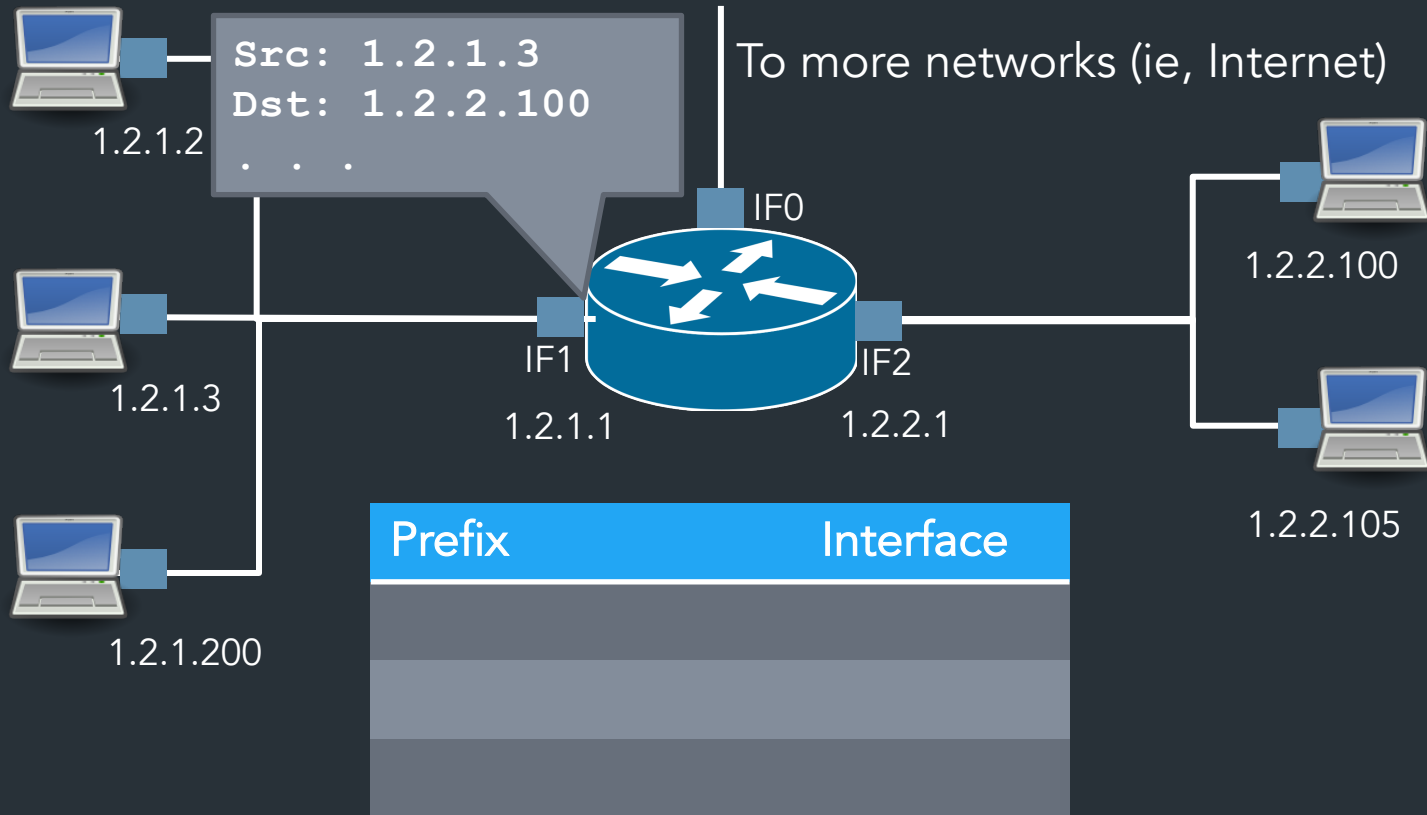 Src: 1.2.1.3
Dst: 1.2.2.100
. . .
To more networks (ie, Internet)
1.2.1.2
IF0
1.2.2.100
1.2.1.3
IF1
IF2
1.2.1.1
1.2.2.1
1.2.2.105
Prefix Interface
1.2.1.200